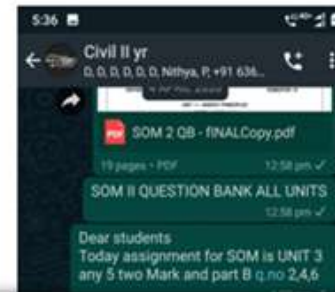 5:36
Civil II yr
D, D, D, D, D, Nithya, P, +91 636...
SOM 2 QB - fINALCopy.pdf
19 pages • PDF 12:58 pm
SOM II QUESTION BANK ALL UNITS
12:58 pm
Dear students
Today assignment for SOM is UNIT 3
any 5 two Mark and part B q.no 2,4,6